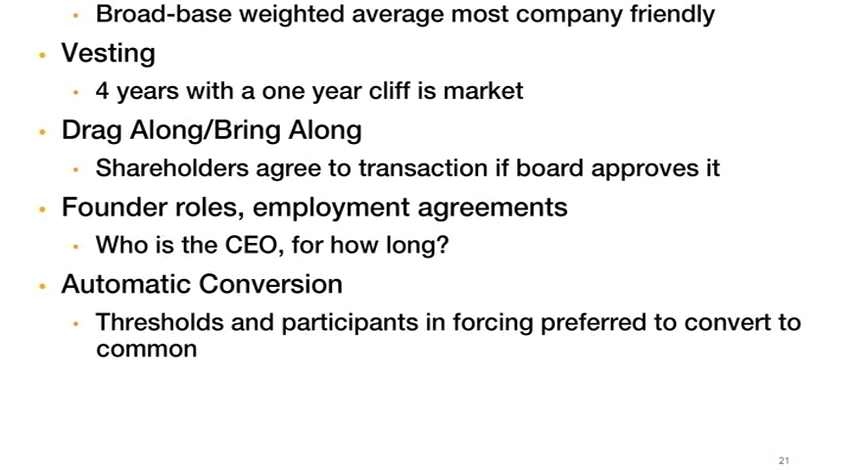 • Broad-base weighted average most company friendly
• Vesting
• 4 years with a one year cliff is market
• Drag Along/Bring Along
• Shareholders agree to transaction if board approves it
• Founder roles, employment agreements
• Who is the CEO, for how long?
• Automatic Conversion
• Thresholds and participants in forcing preferred to convert to
common
21